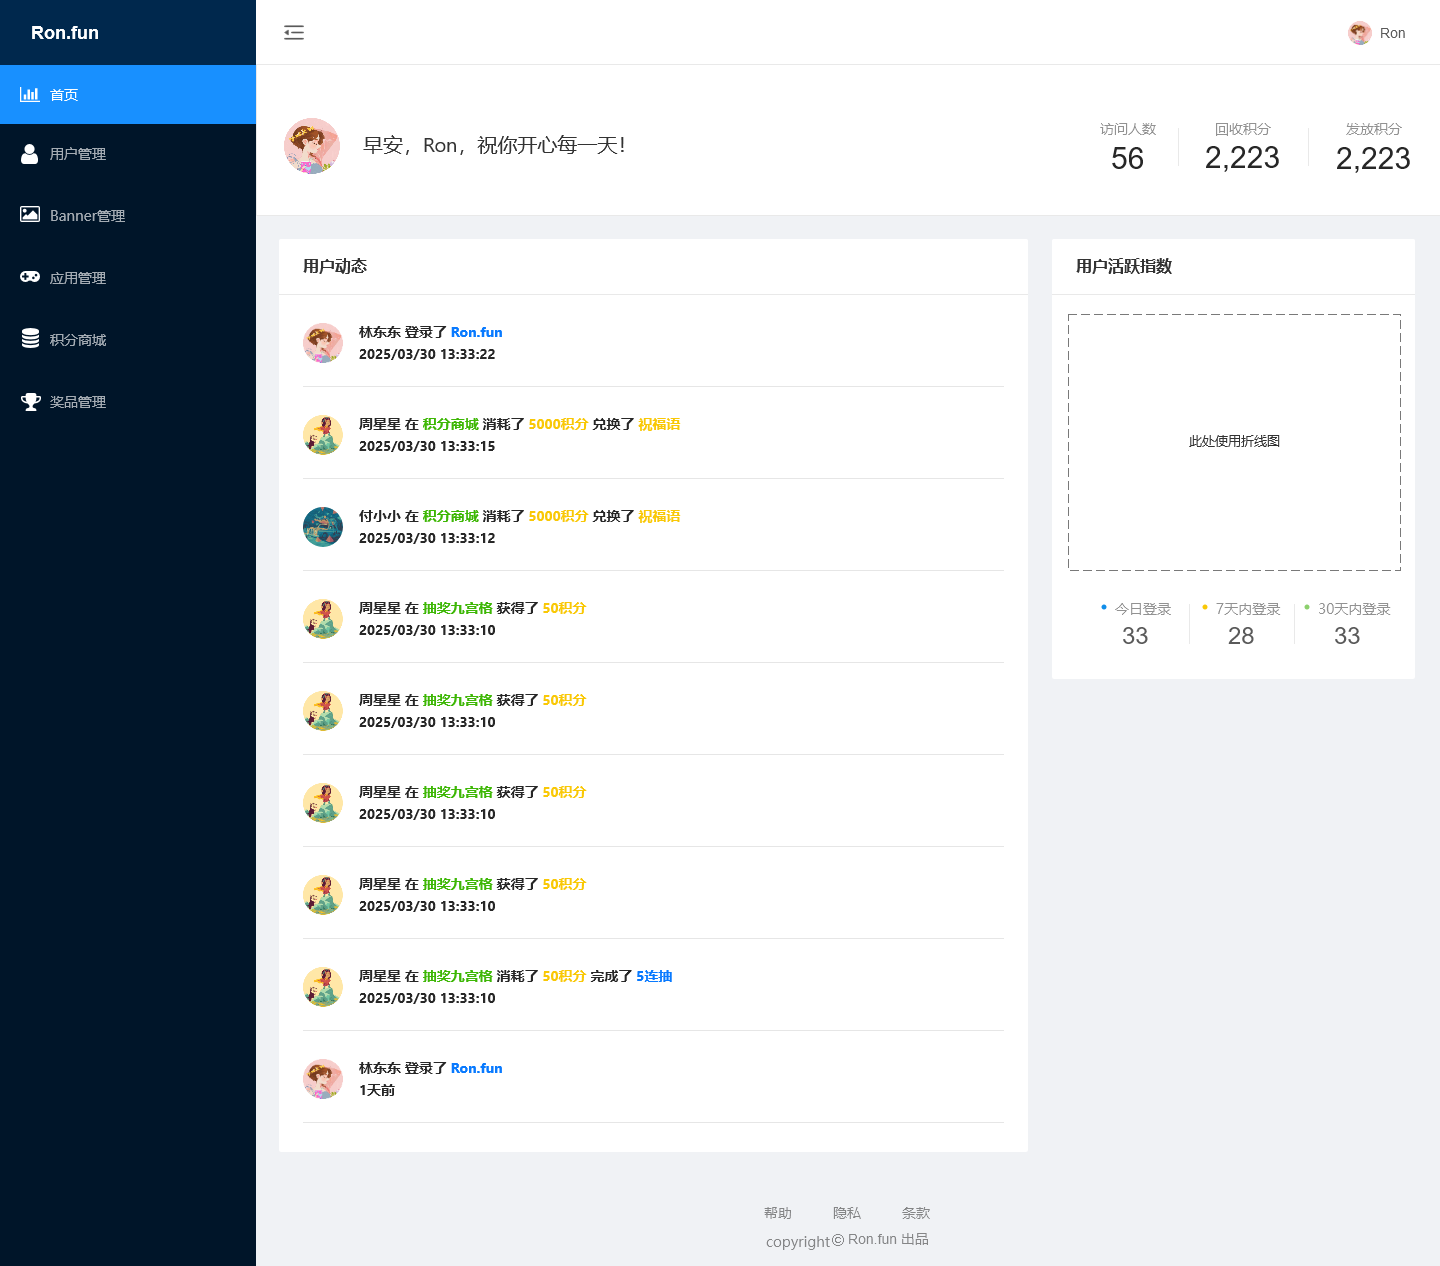 Ron.fun
Ron
首页
用户管理
Banner管理
应用管理
积分商城
奖品管理
早安，Ron，祝你开心每一天！
访问人数
56
回收积分
2,223
发放积分
2,223
用户动态
林东东 登录了 Ron.fun
2025/03/30 13:33:22
周星星 在 积分商城 消耗了 5000积分 兑换了 祝福语
2025/03/30 13:33:15
付小小 在 积分商城 消耗了 5000积分 兑换了 祝福语
2025/03/30 13:33:12
周星星 在 抽奖九宫格 获得了 50积分
2025/03/30 13:33:10
周星星 在 抽奖九宫格 获得了 50积分
2025/03/30 13:33:10
周星星 在 抽奖九宫格 获得了 50积分
2025/03/30 13:33:10
周星星 在 抽奖九宫格 获得了 50积分
2025/03/30 13:33:10
周星星 在 抽奖九宫格 消耗了 50积分 完成了 5连抽
2025/03/30 13:33:10
林东东 登录了 Ron.fun
1天前
用户活跃指数
此处使用折线图
今日登录
33
7天内登录
28
30天内登录
33
帮助 隐私 条款
copyright© Ron.fun 出品